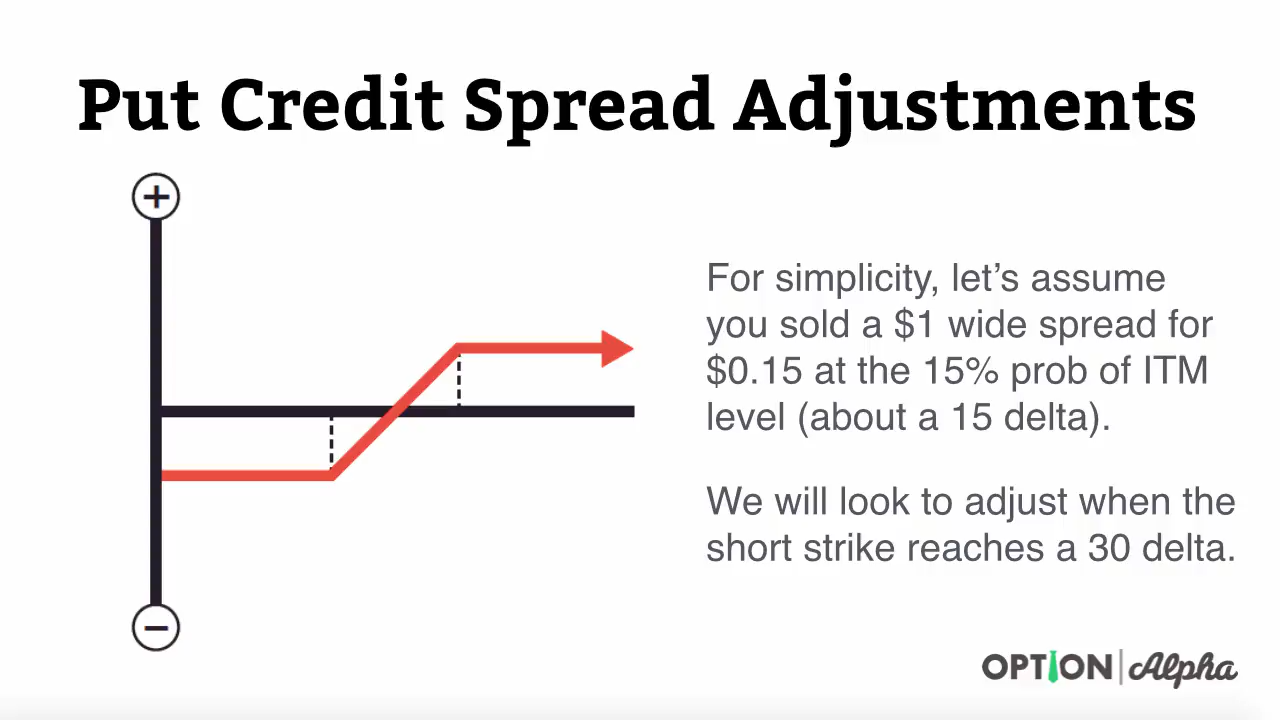 Put Credit Spread Adjustments
+
For simplicity, let’s assume
you sold a $1 wide spread for
$0.15 at the 15% prob of ITM
level (about a 15 delta).
We will look to adjust when the
short strike reaches a 30 delta.
−
OPTION|Alpha